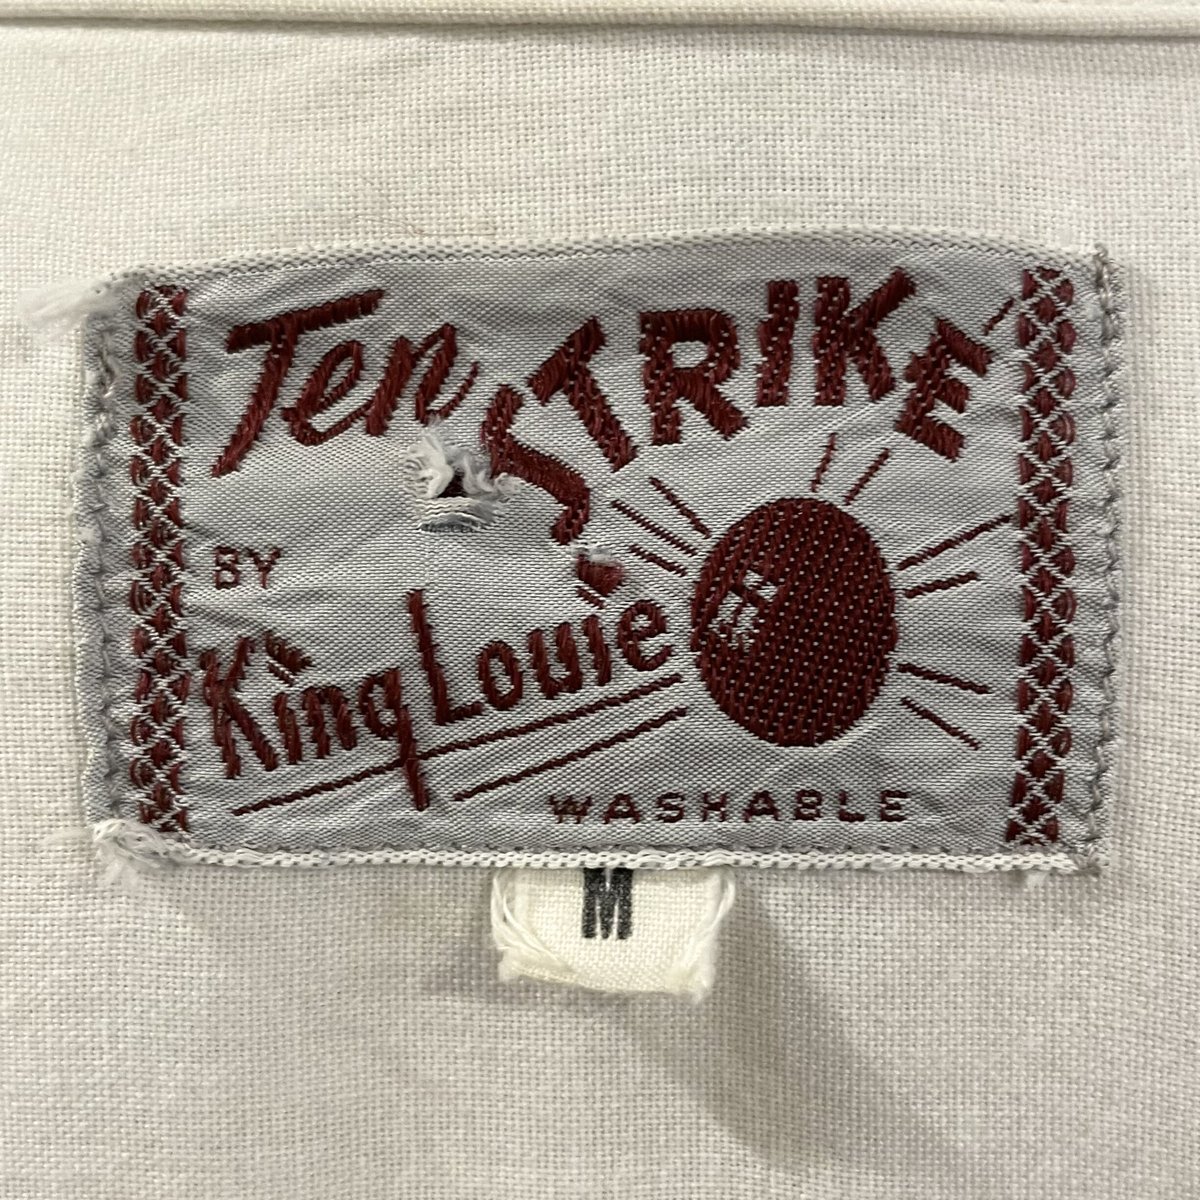 Ten STRIKE
BY
King Louie
WASHABLE
M